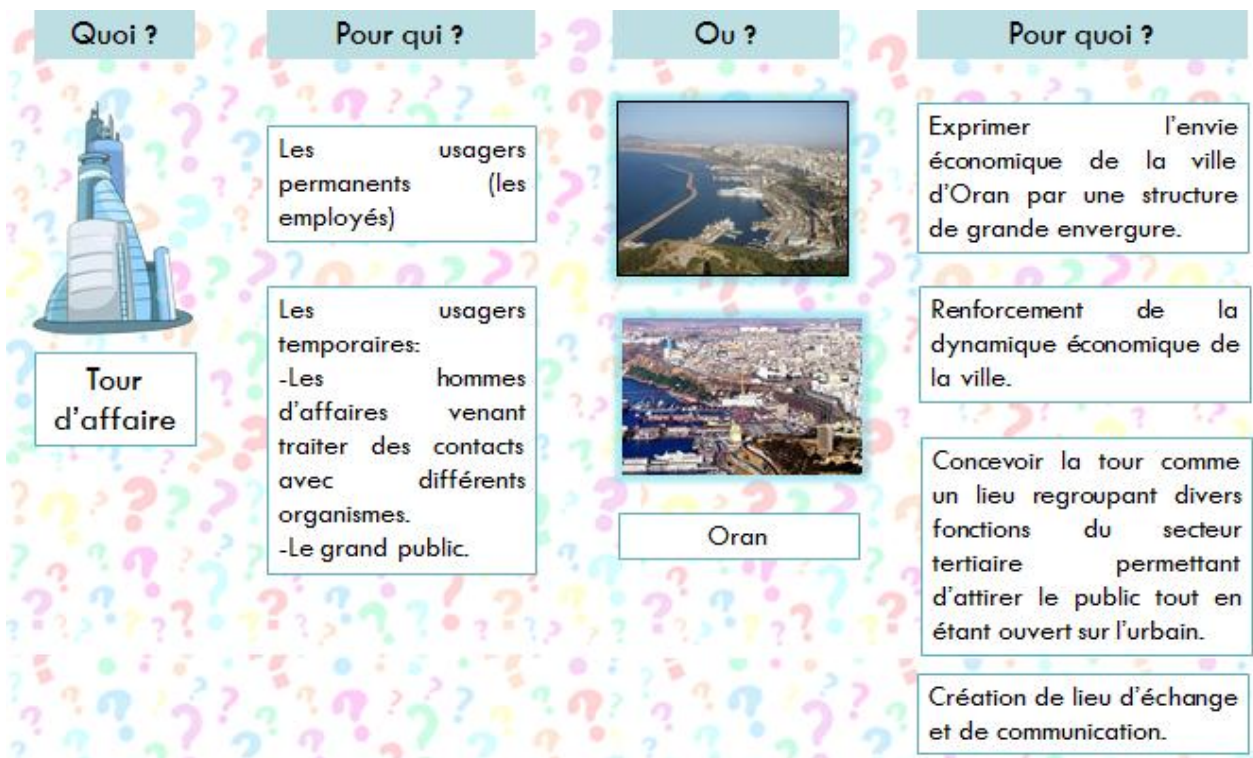 Quoi ?
Pour qui ?
Ou ?
Pour quoi ?
Tour
d'affaire
Les usagers
permanents (les
employés)
Les usagers
temporaires:
-Les hommes
d'affaires venant
traiter des contacts
avec différents
organismes.
-Le grand public.
Oran
Exprimer l'envie
économique de la ville
d'Oran par une structure
de grande envergure.
Renforcement de la
dynamique économique de
la ville.
Concevoir la tour comme
un lieu regroupant divers
fonctions du secteur
tertiaire permettant
d'attirer le public tout en
étant ouvert sur l'urbain.
Création de lieu d'échange
et de communication.